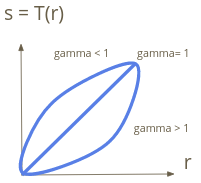 s = T(r)
gamma < 1
gamma= 1
gamma > 1
r